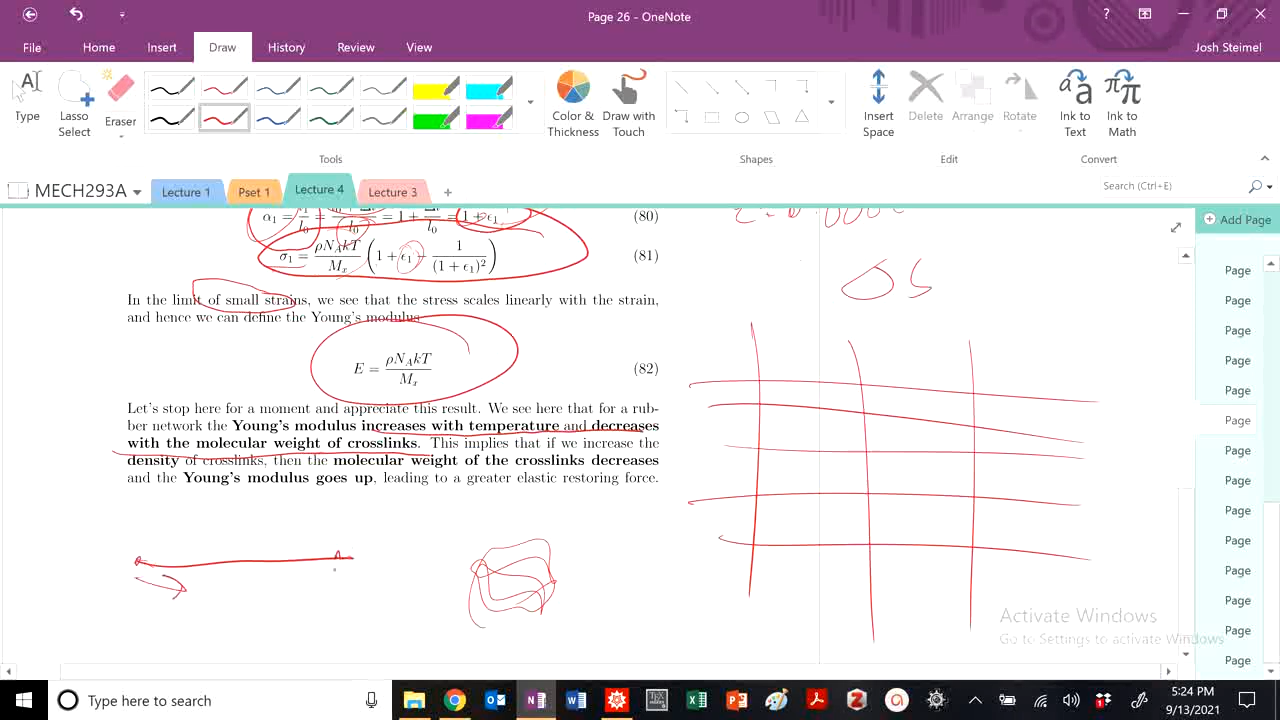 Page 26 - OneNote
?
Josh Steimel
File Home Insert Draw History Review View
Type
Lasso Select
Eraser
Color & Thickness
Draw with Touch
Insert Space
Delete
Arrange
Rotate
Ink to Text
Ink to Math
Tools
Shapes
Edit
Convert
MECH293A
Lecture 1
Pset 1
Lecture 4
Lecture 3
+
Search (Ctrl+E)
Add Page
(80)
σ₁ = ρN_AkT / M_x (1 + ϵ₁ − 1 / (1 + ϵ₁)²) (81)
In the limit of small strains, we see that the stress scales linearly with the strain,
and hence we can define the Young's modulus
E = ρN_AkT / M_x (82)
Let's stop here for a moment and appreciate this result. We see here that for a rub-
ber network the Young's modulus increases with temperature and decreases
with the molecular weight of crosslinks. This implies that if we increase the
density of crosslinks, then the molecular weight of the crosslinks decreases
and the Young's modulus goes up, leading to a greater elastic restoring force.
Page
Page
Page
Page
Page
Page
Page
Page
Page
Page
Page
Page
Page
Page
Activate Windows
Go to Settings to activate Windows
Type here to search
5:24 PM
9/13/2021